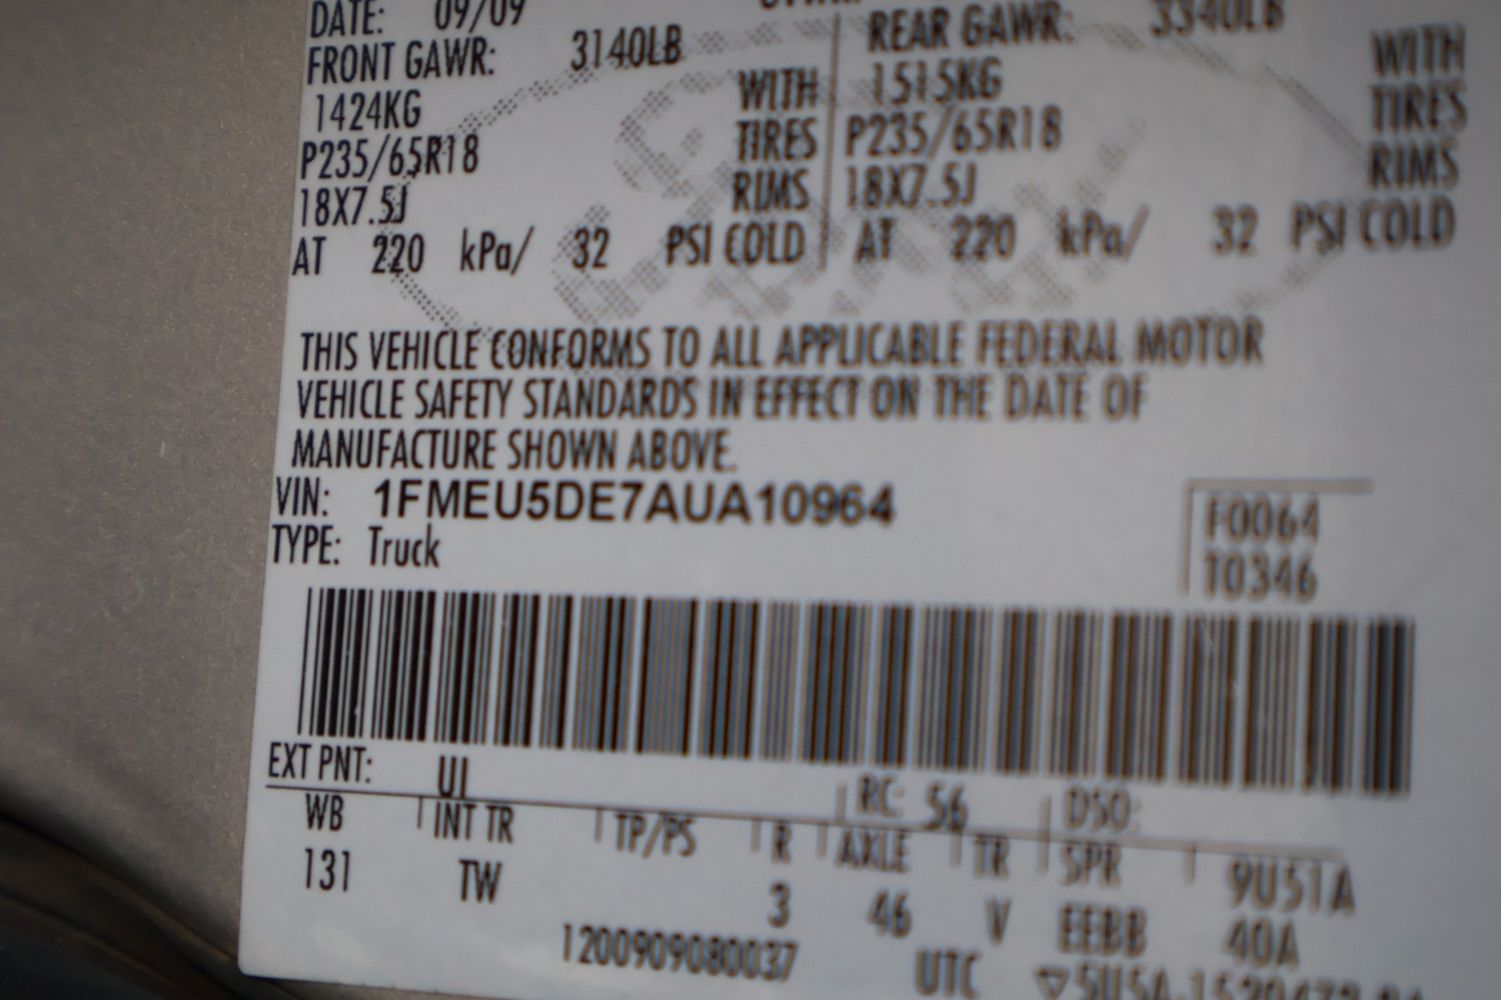 DATE: 09/09
FRONT GAWR: 3140LB REAR GAWR: 3340LB
1424KG WITH 1515KG WITH
P235/65R18 TIRES P235/65R18 TIRES
18X7.5J RIMS 18X7.5J RIMS
AT 220 kPa/ 32 PSI COLD AT 220 kPa/ 32 PSI COLD
THIS VEHICLE CONFORMS TO ALL APPLICABLE FEDERAL MOTOR
VEHICLE SAFETY STANDARDS IN EFFECT ON THE DATE OF
MANUFACTURE SHOWN ABOVE.
VIN: 1FMEU5DE7AUA10964 F0064
TYPE: Truck T0346
EXT PNT: UJ RC: 56 DSO:
WB INT TR TP/PS R AXLE TR SPR 9U51A
131 TW 3 46 V EEBB 40A
1200909080037 UTC